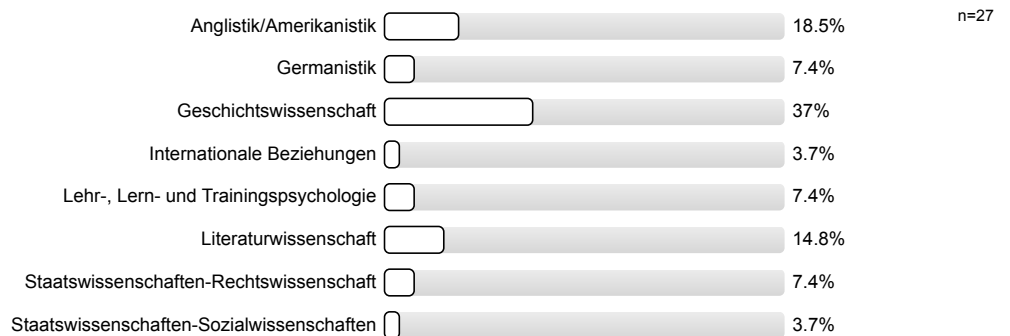 Anglistik/Amerikanistik 18.5% n=27
Germanistik 7.4%
Geschichtswissenschaft 37%
Internationale Beziehungen 3.7%
Lehr-, Lern- und Trainingspsychologie 7.4%
Literaturwissenschaft 14.8%
Staatswissenschaften-Rechtswissenschaft 7.4%
Staatswissenschaften-Sozialwissenschaften 3.7%